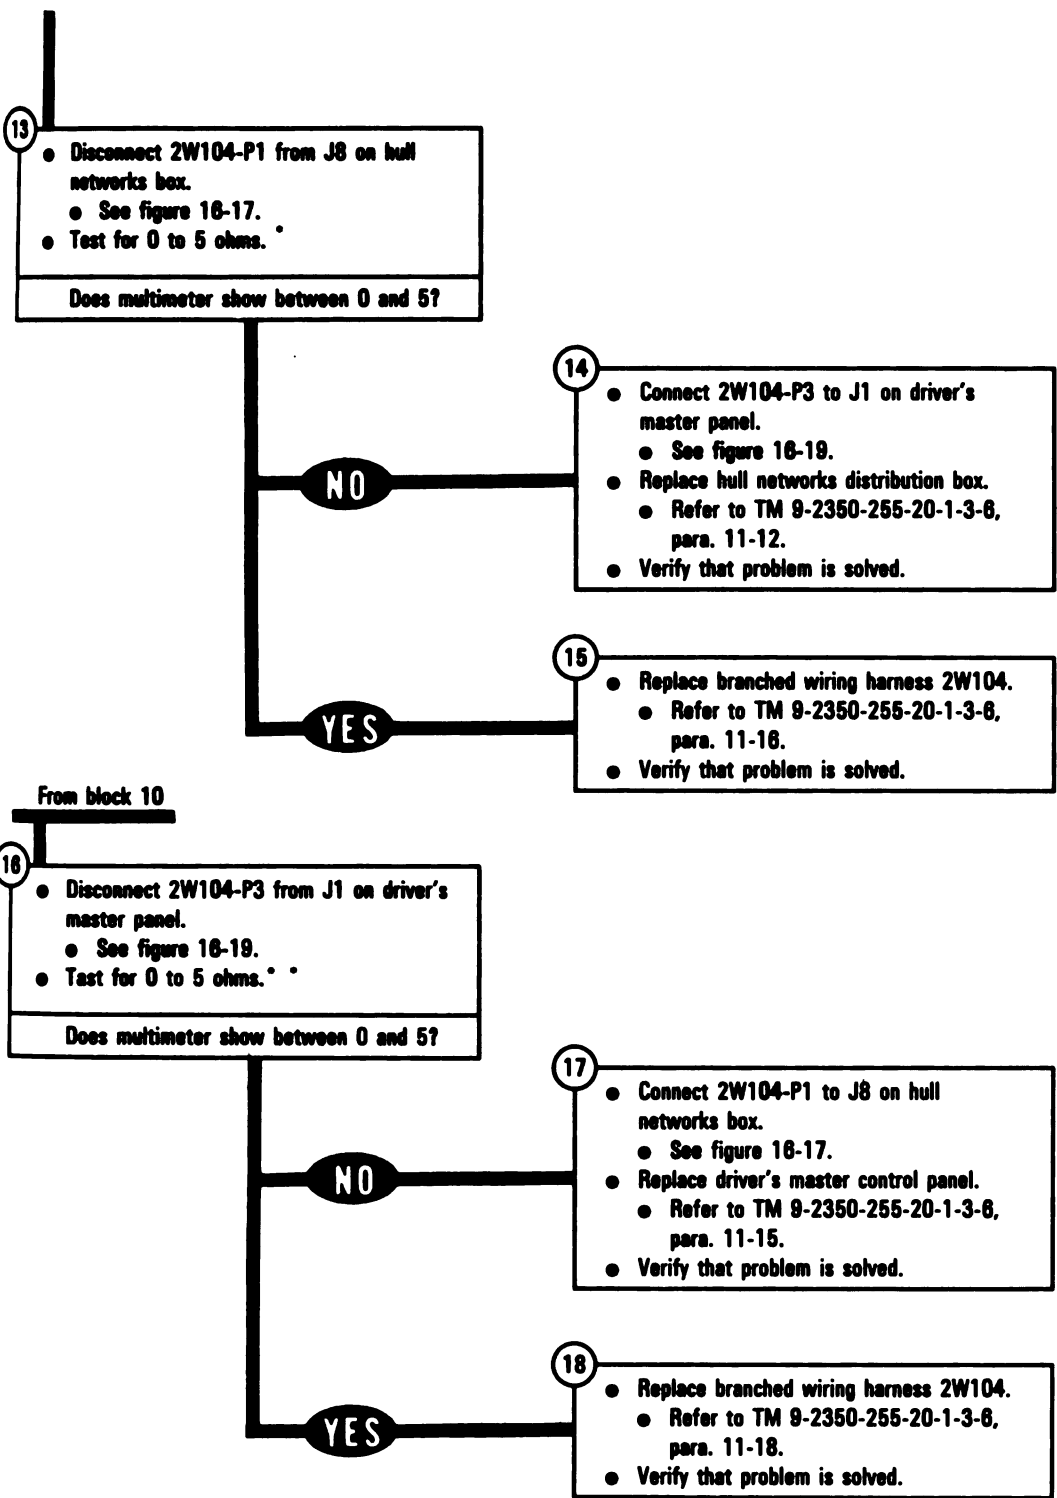 13
● Disconnect 2W104-P1 from J8 on hull
networks box.
● See figure 16-17.
● Test for 0 to 5 ohms.*
Does multimeter show between 0 and 5?
14
● Connect 2W104-P3 to J1 on driver's
master panel.
● See figure 16-19.
● Replace hull networks distribution box.
● Refer to TM 9-2350-255-20-1-3-6,
para. 11-12.
● Verify that problem is solved.
NO
15
● Replace branched wiring harness 2W104.
● Refer to TM 9-2350-255-20-1-3-6,
para. 11-16.
● Verify that problem is solved.
YES
From block 10
16
● Disconnect 2W104-P3 from J1 on driver's
master panel.
● See figure 16-19.
● Tast for 0 to 5 ohms.* *
Does multimeter show between 0 and 5?
17
● Connect 2W104-P1 to J8 on hull
networks box.
● See figure 16-17.
● Replace driver's master control panel.
● Refer to TM 9-2350-255-20-1-3-6,
para. 11-15.
● Verify that problem is solved.
NO
18
● Replace branched wiring harness 2W104.
● Refer to TM 9-2350-255-20-1-3-6,
para. 11-18.
● Verify that problem is solved.
YES